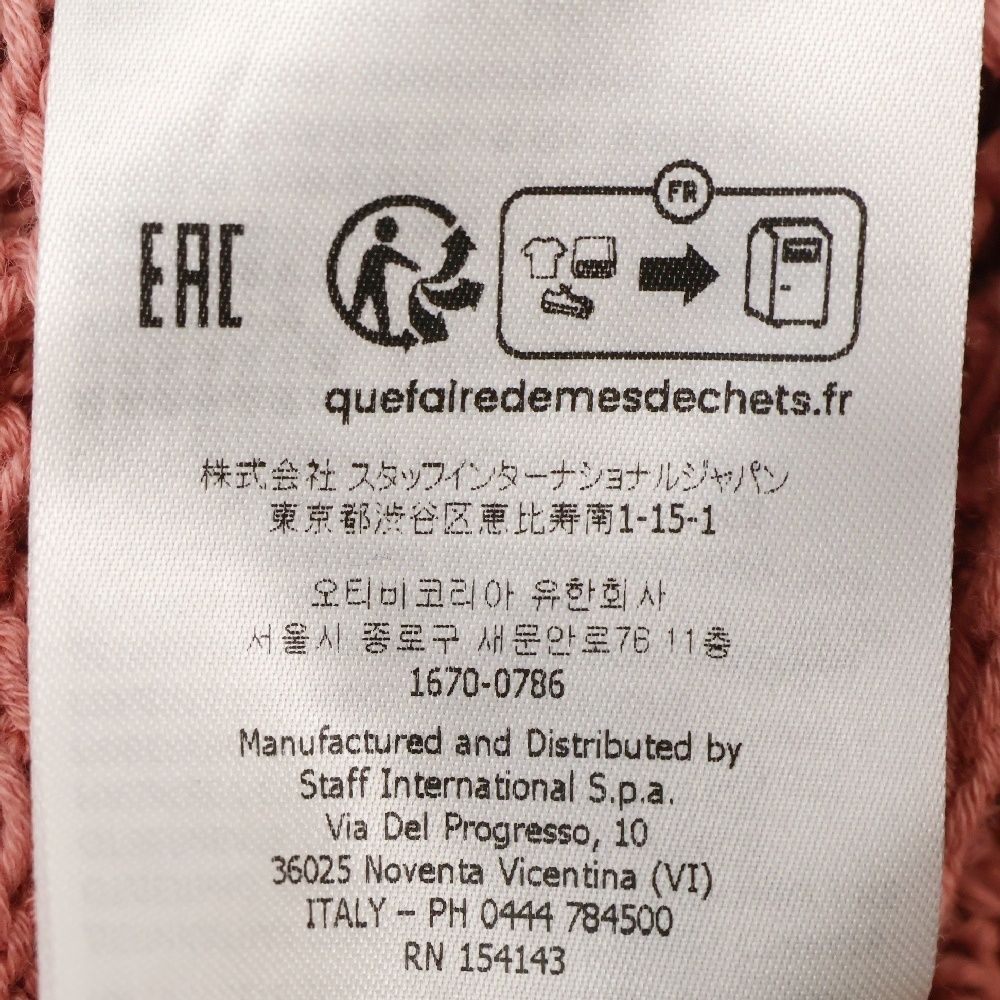 FR
EAC
quefairedemesdechets.fr
株式会社 スタッフインターナショナルジャパン
東京都渋谷区恵比寿南1-15-1
오티비코리아 유한회사
서울시 종로구 새문안로76 11층
1670-0786
Manufactured and Distributed by
Staff International S.p.a.
Via Del Progresso, 10
36025 Noventa Vicentina (VI)
ITALY – PH 0444 784500
RN 154143